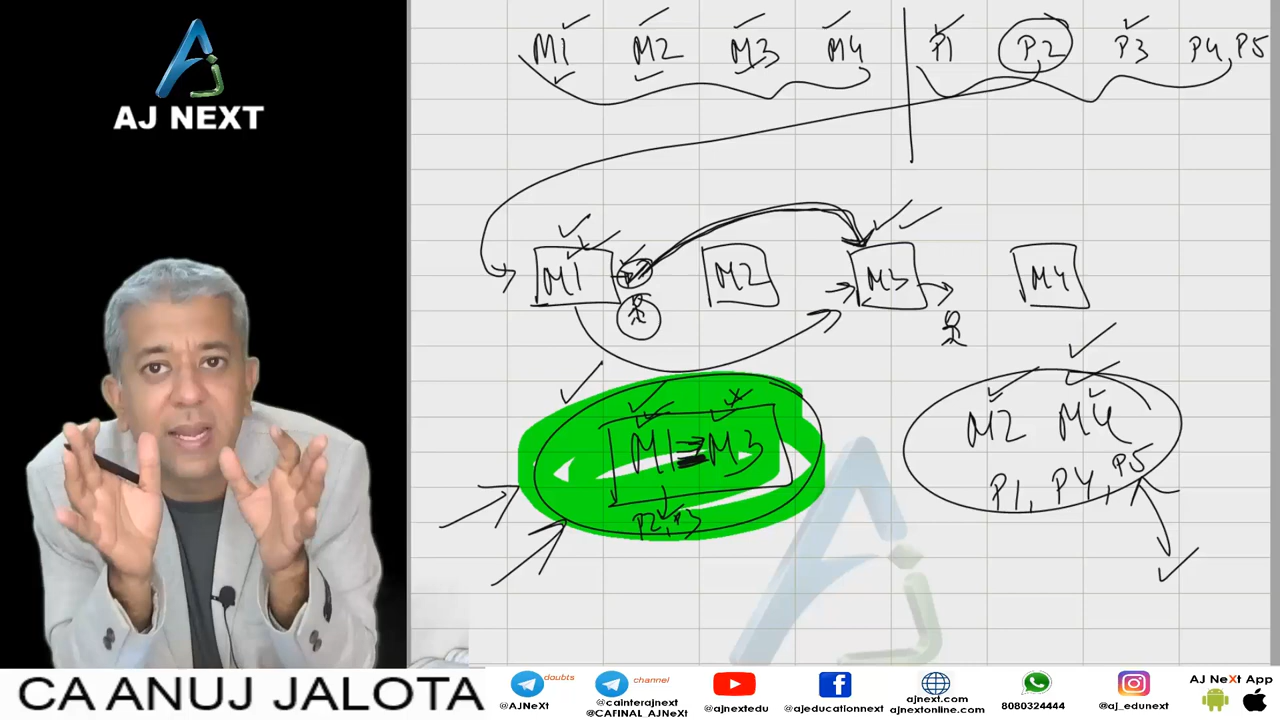 AJ NEXT
M1 M2 M3 M4 P1 P2 P3 P4, P5
M1 M2 M3 M4
M1 → M3
P2, P3
M2 M4
P1, P4, P5
CA ANUJ JALOTA
doubts
@AJNeXt
channel
@cainterajnext
@CAFINAL_AJNeXt
@ajnextedu
@ajeducationnext
ajnext.com
ajnextonline.com
8080324444
@aj_edunext
AJ NeXt App